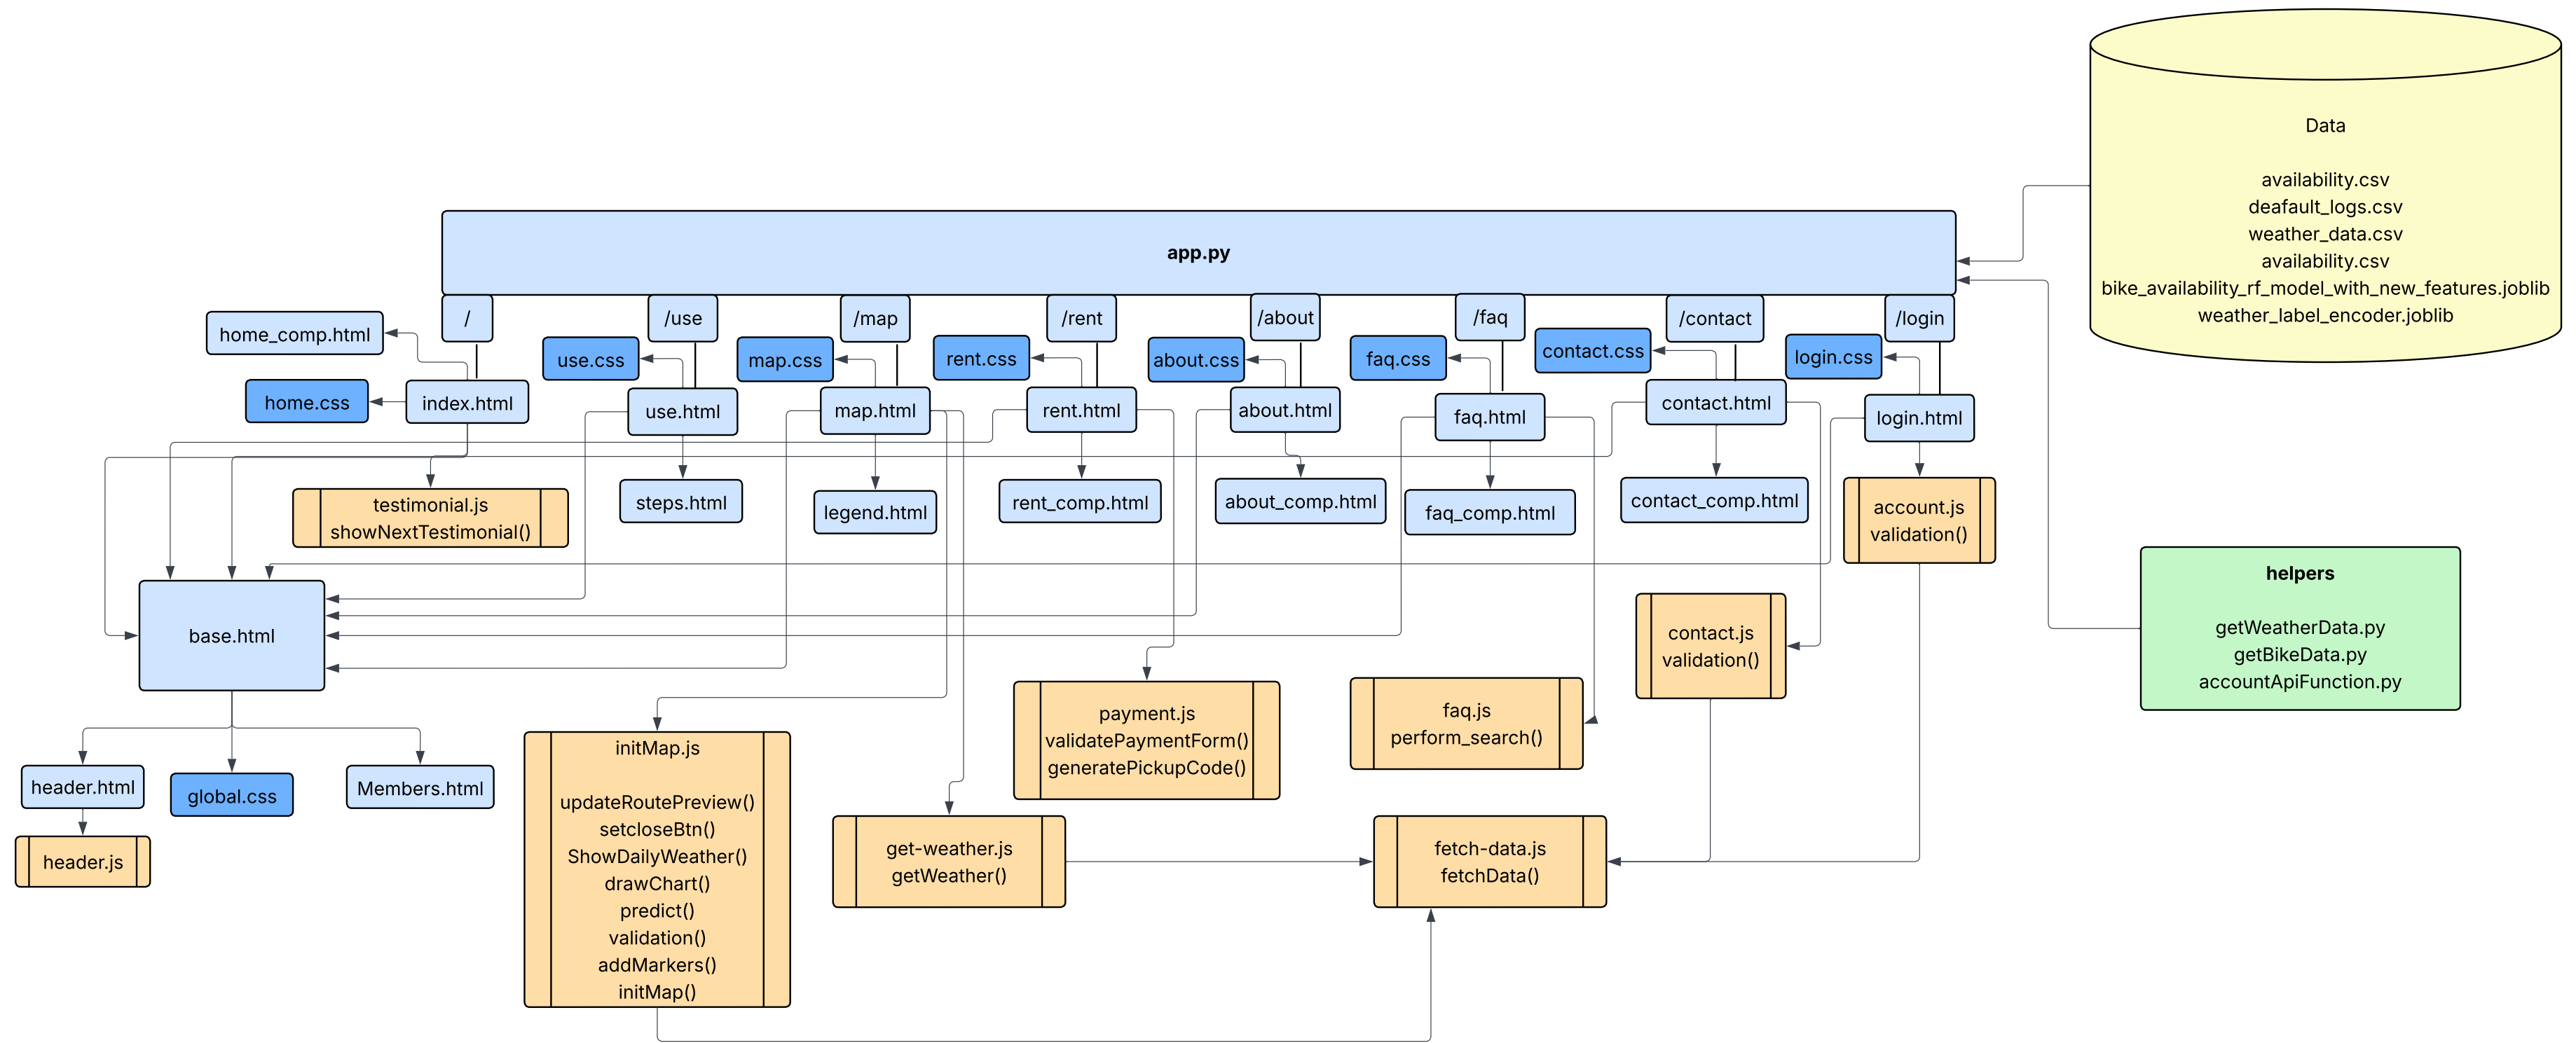 Data
availability.csv
deafault_logs.csv
weather_data.csv
availability.csv
bike_availability_rf_model_with_new_features.joblib
weather_label_encoder.joblib
app.py
/
/use
/map
/rent
/about
/faq
/contact
/login
home_comp.html
use.css
map.css
rent.css
about.css
faq.css
contact.css
login.css
home.css
index.html
use.html
map.html
rent.html
about.html
faq.html
contact.html
login.html
testimonial.js
showNextTestimonial()
steps.html
legend.html
rent_comp.html
about_comp.html
faq_comp.html
contact_comp.html
account.js
validation()
helpers
getWeatherData.py
getBikeData.py
accountApiFunction.py
base.html
contact.js
validation()
payment.js
validatePaymentForm()
generatePickupCode()
faq.js
perform_search()
header.html
global.css
Members.html
header.js
initMap.js
updateRoutePreview()
setcloseBtn()
ShowDailyWeather()
drawChart()
predict()
validation()
addMarkers()
initMap()
get-weather.js
getWeather()
fetch-data.js
fetchData()